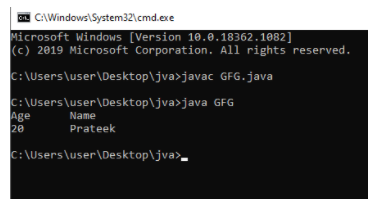 C:\Windows\System32\cmd.exe
Microsoft Windows [Version 10.0.18362.1082]
(c) 2019 Microsoft Corporation. All rights reserved.
C:\Users\user\Desktop\jva>javac GFG.java
C:\Users\user\Desktop\jva>java GFG
Age Name
20 Prateek
C:\Users\user\Desktop\jva>